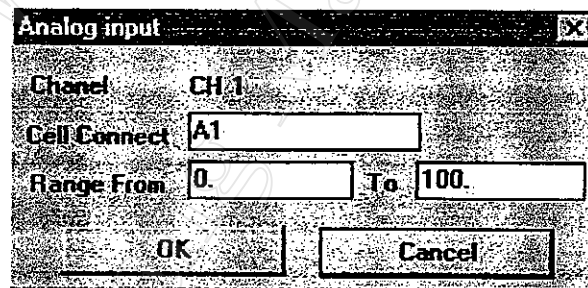 Analog input
Chanel CH 1
Cell Connect A1
Range From 0. To 100.
OK Cancel